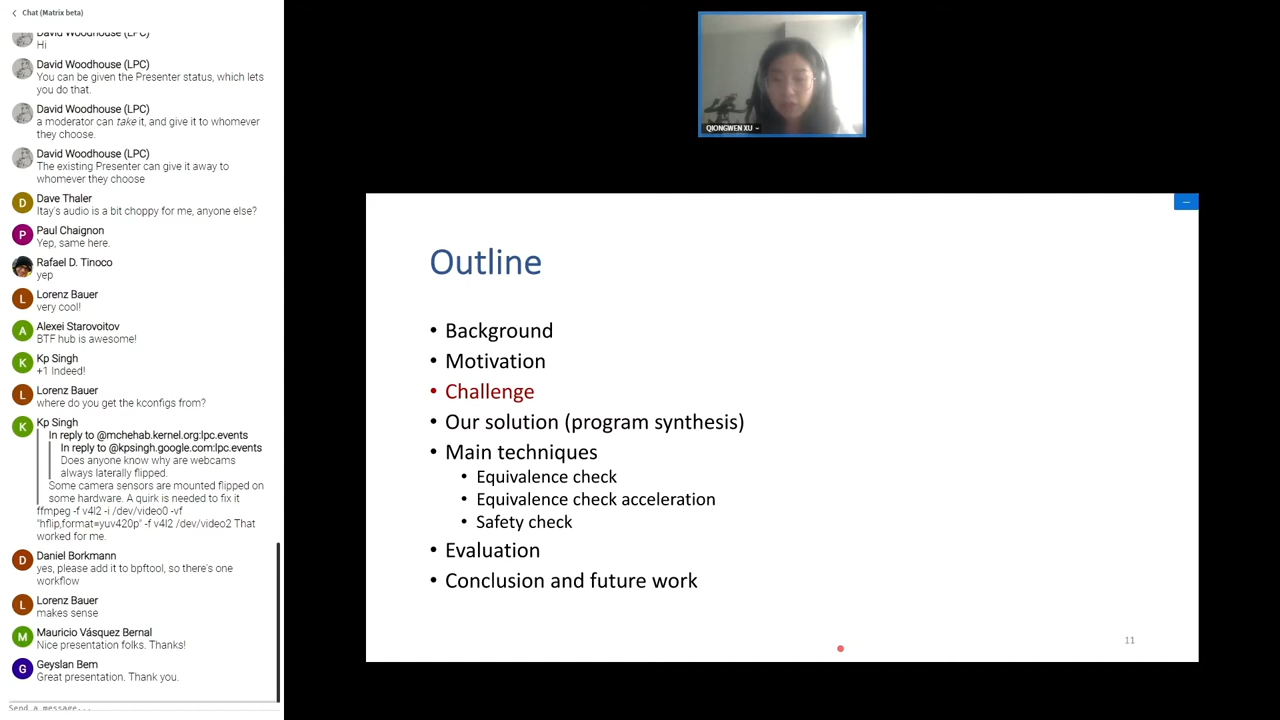 Chat (Matrix beta)
David Woodhouse (LPC)
Hi
David Woodhouse (LPC)
You can be given the Presenter status, which lets
you do that.
David Woodhouse (LPC)
a moderator can take it, and give it to whomever
they choose.
David Woodhouse (LPC)
The existing Presenter can give it away to
whomever they choose
D
Dave Thaler
Itay's audio is a bit choppy for me, anyone else?
P
Paul Chaignon
Yep, same here.
Rafael D. Tinoco
yep
L
Lorenz Bauer
very cool!
A
Alexei Starovoitov
BTF hub is awesome!
K
Kp Singh
+1 Indeed!
L
Lorenz Bauer
where do you get the kconfigs from?
K
Kp Singh
In reply to @mchehab.kernel.org:lpc.events
In reply to @kpsingh.google.com:lpc.events
Does anyone know why are webcams
always laterally flipped.
Some camera sensors are mounted flipped on
some hardware. A quirk is needed to fix it
ffmpeg -f v4l2 -i /dev/video0 -vf
"hflip,format=yuv420p" -f v4l2 /dev/video2 That
worked for me.
D
Daniel Borkmann
yes, please add it to bpftool, so there's one
workflow
L
Lorenz Bauer
makes sense
M
Mauricio Vásquez Bernal
Nice presentation folks. Thanks!
G
Geyslan Bem
Great presentation. Thank you.
Send a message...
QIONGWEN XU
Outline
• Background
• Motivation
• Challenge
• Our solution (program synthesis)
• Main techniques
• Equivalence check
• Equivalence check acceleration
• Safety check
• Evaluation
• Conclusion and future work
11